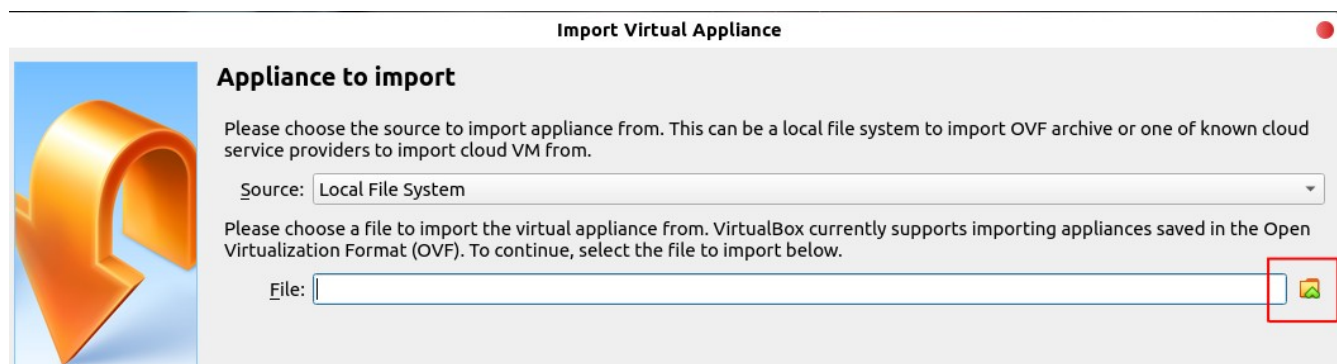 Import Virtual Appliance
Appliance to import
Please choose the source to import appliance from. This can be a local file system to import OVF archive or one of known cloud
service providers to import cloud VM from.
Source: Local File System
Please choose a file to import the virtual appliance from. VirtualBox currently supports importing appliances saved in the Open
Virtualization Format (OVF). To continue, select the file to import below.
File: